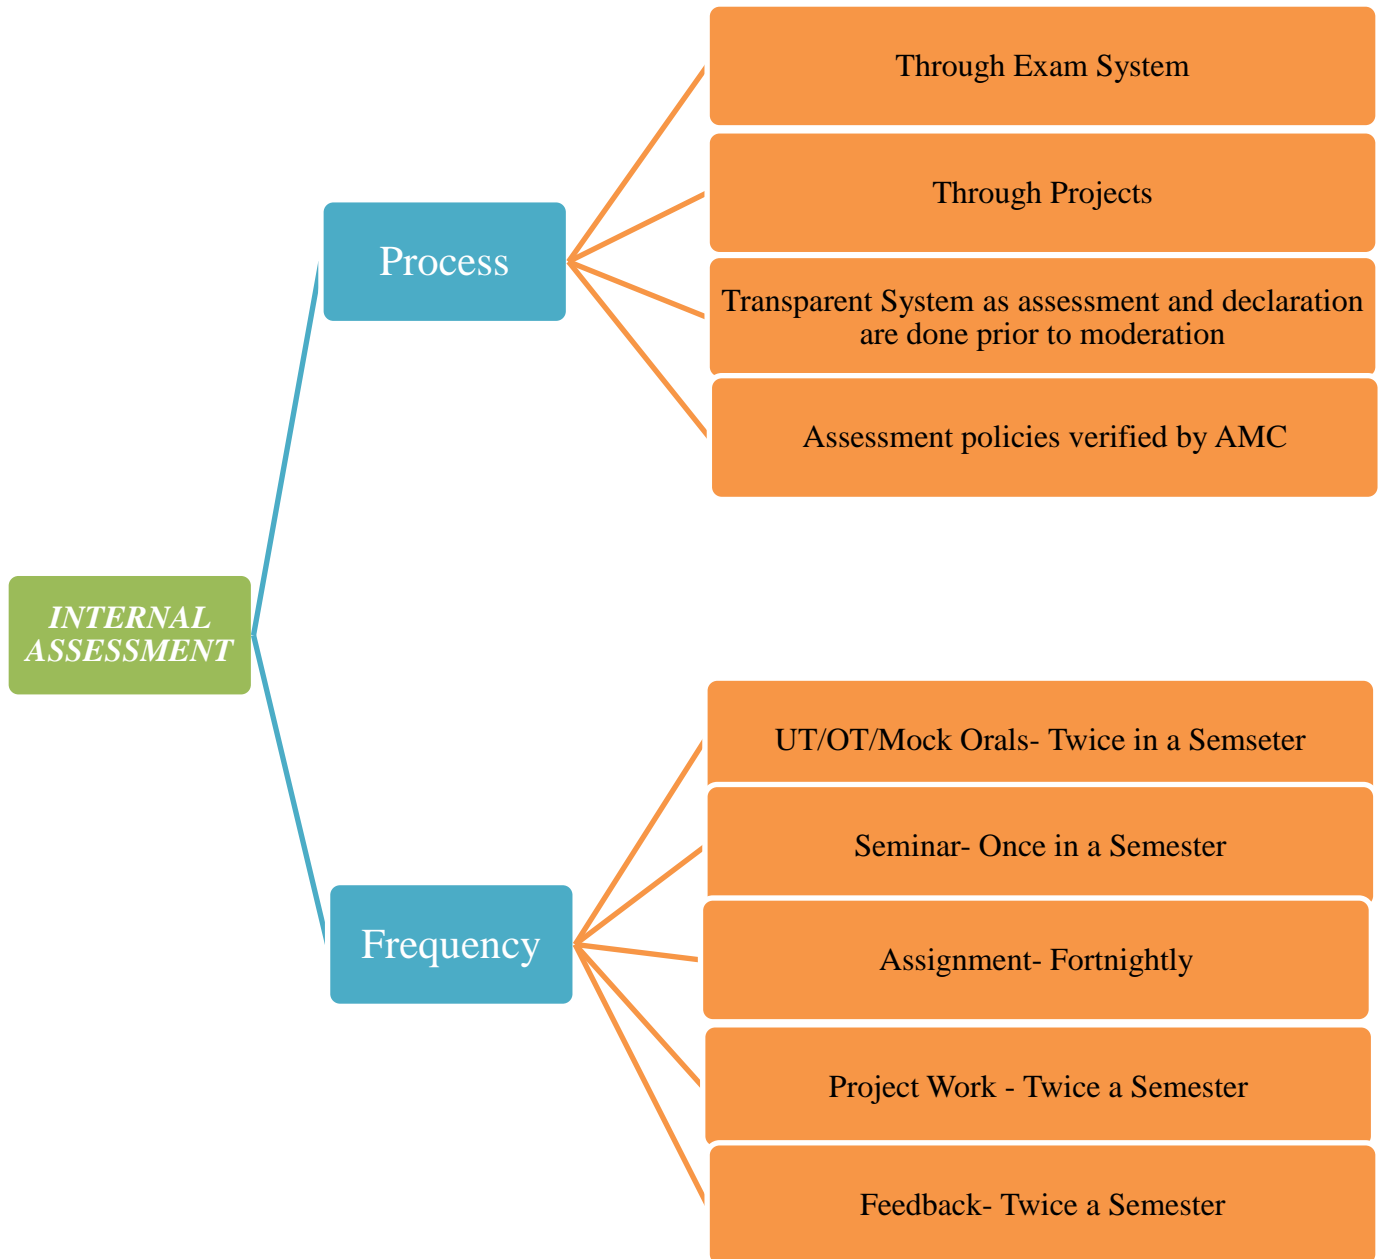 Through Exam System
Through Projects
Process
Transparent System as assessment and declaration
are done prior to moderation
Assessment policies verified by AMC
INTERNAL
ASSESSMENT
UT/OT/Mock Orals- Twice in a Semseter
Seminar- Once in a Semester
Frequency
Assignment- Fortnightly
Project Work - Twice a Semester
Feedback- Twice a Semester